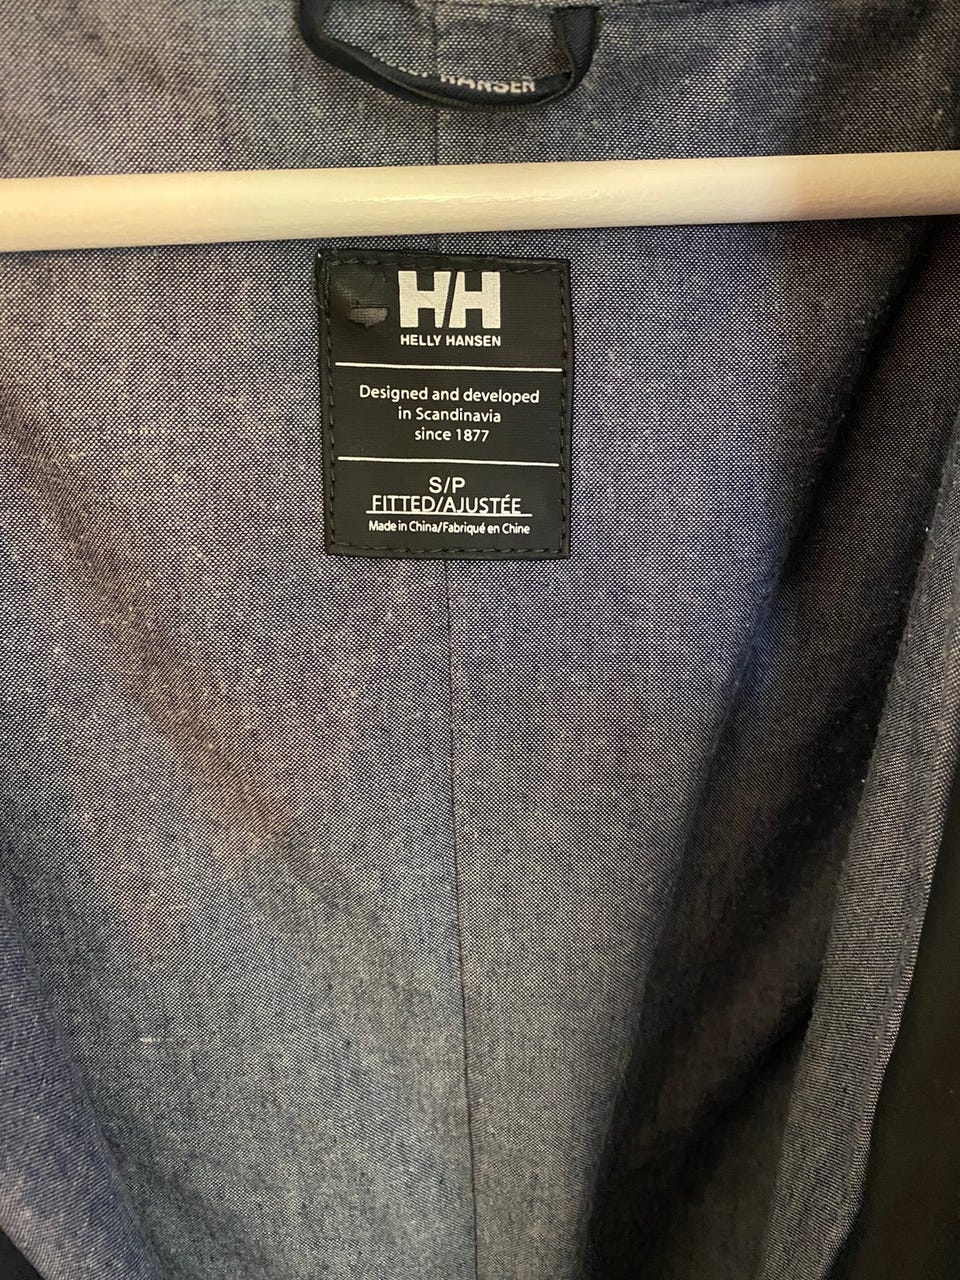 HANSEN
HH
HELLY HANSEN
Designed and developed
in Scandinavia
since 1877
S/P
FITTED/AJUSTÉE
Made in China/Fabriqué en Chine